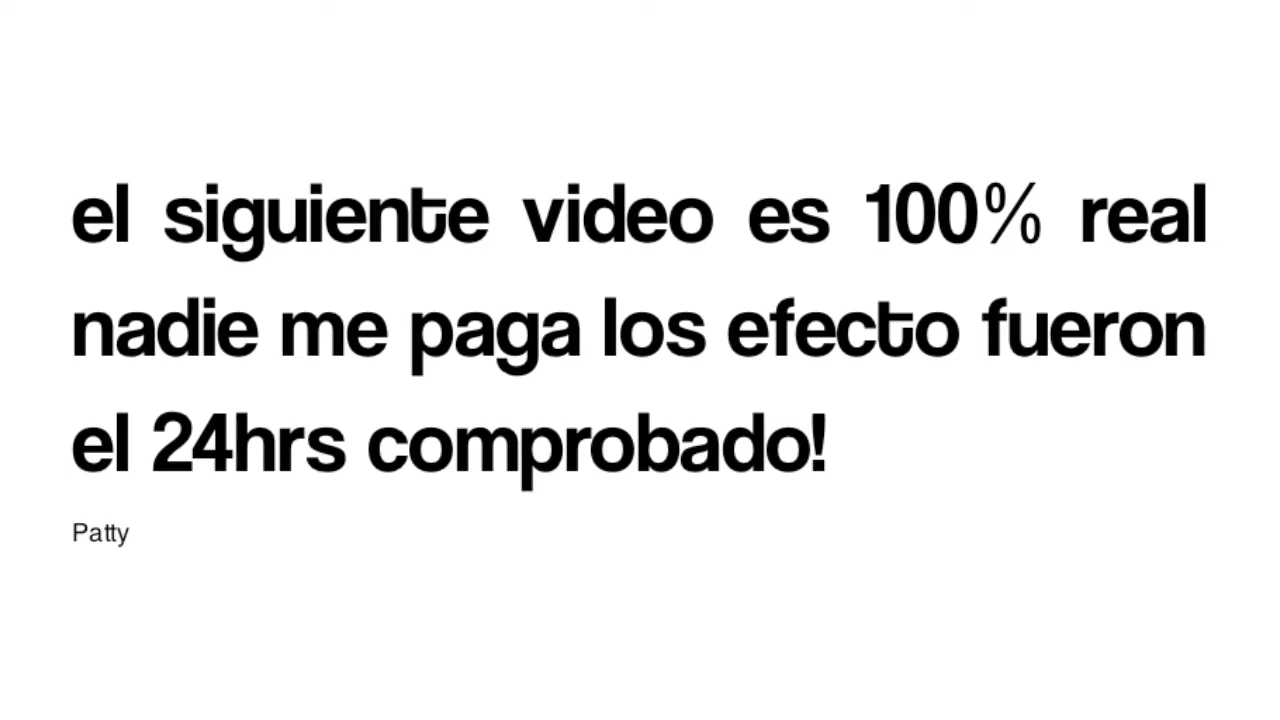 el siguiente video es 100% real
nadie me paga los efecto fueron
el 24hrs comprobado!
Patty